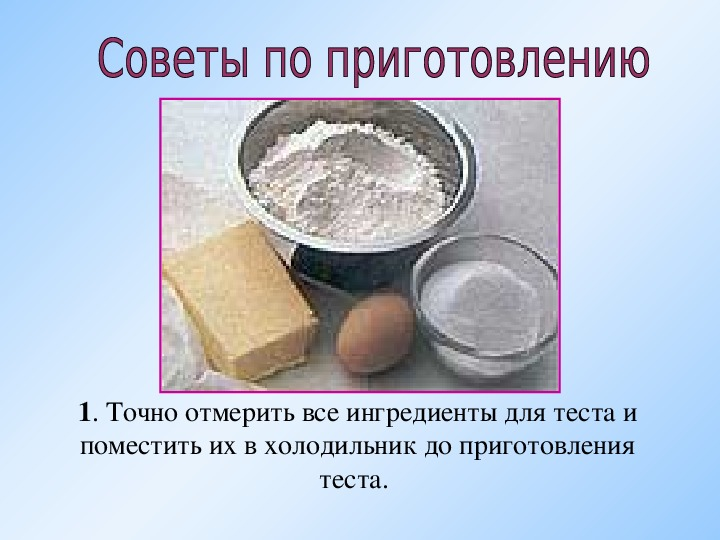 Советы по приготовлению
1. Точно отмерить все ингредиенты для теста и
поместить их в холодильник до приготовления
теста.